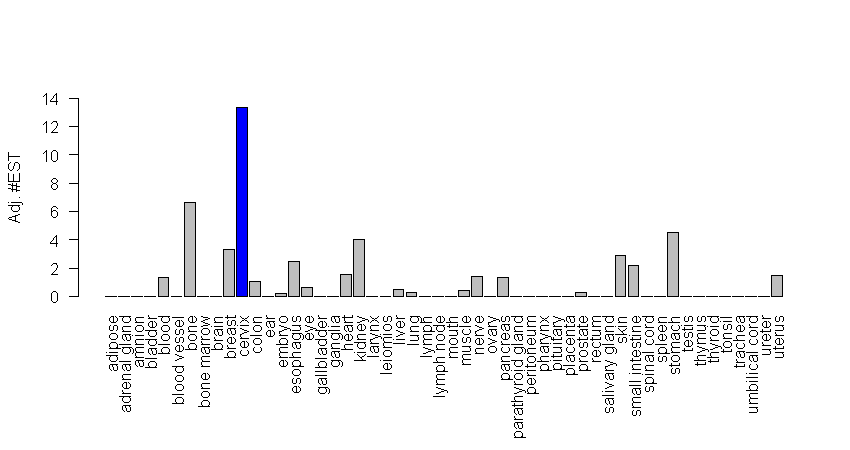 14
12
10
8
6
4
2
0
Adj. #EST
adipose
adrenal gland
amnion
bladder
blood
blood vessel
bone
bone marrow
brain
breast
cervix
colon
ear
embryo
esophagus
eye
gallbladder
ganglia
heart
kidney
larynx
leiomios
liver
lung
lymph
lymph node
mouth
muscle
nerve
ovary
pancreas
parathyroid gland
peritoneum
pharynx
pituitary
placenta
prostate
rectum
salivary gland
skin
small intestine
spinal cord
spleen
stomach
testis
thymus
thyroid
tonsil
trachea
umbilical cord
ureter
uterus